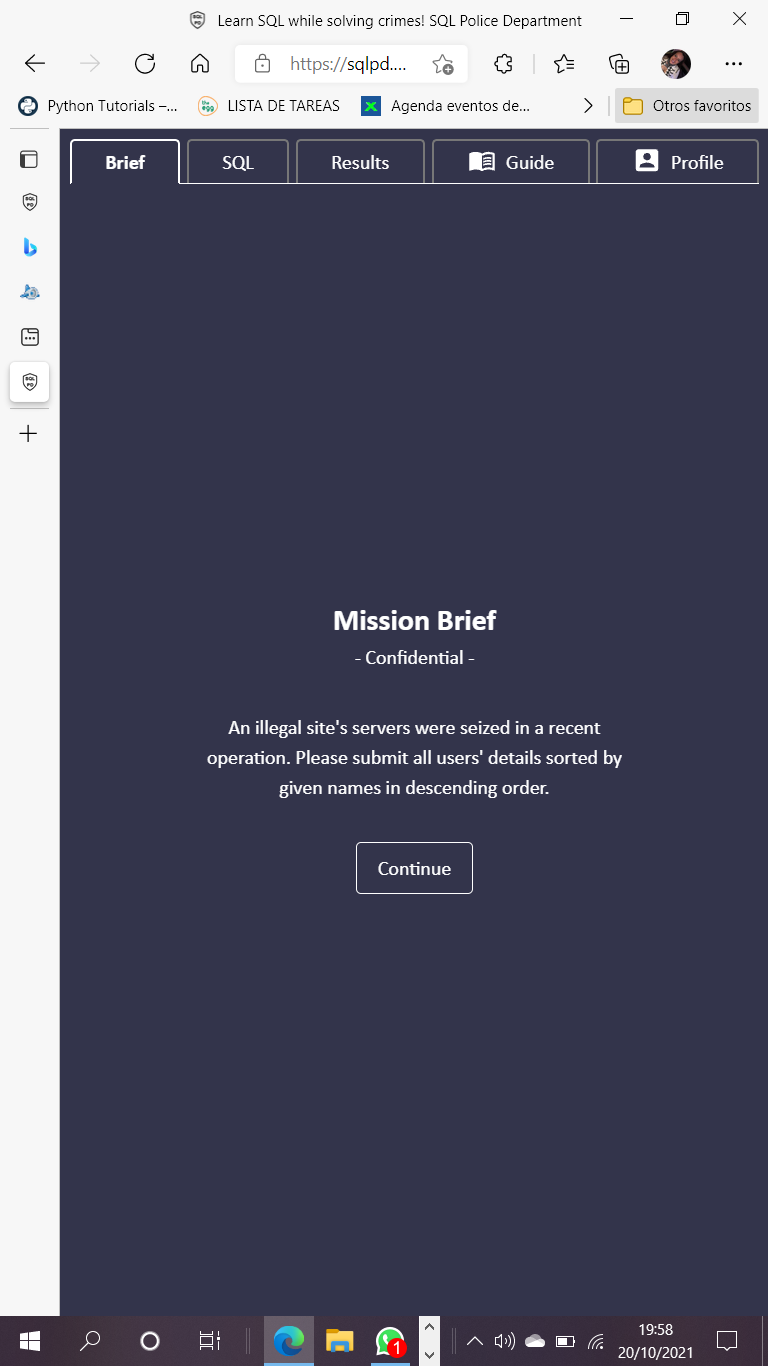 Learn SQL while solving crimes! SQL Police Department
https://sqlpd....
Python Tutorials –...
LISTA DE TAREAS
Agenda eventos de...
Otros favoritos
Brief
SQL
Results
Guide
Profile
Mission Brief
- Confidential -
An illegal site's servers were seized in a recent
operation. Please submit all users' details sorted by
given names in descending order.
Continue
1
19:58
20/10/2021